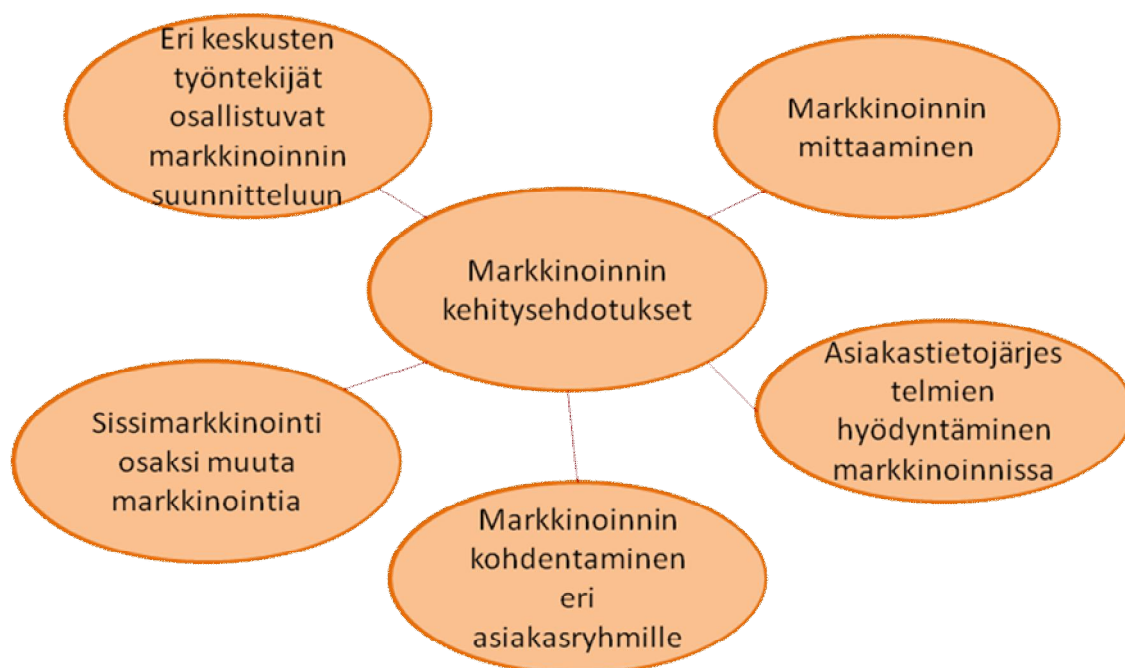 Eri keskusten
työntekijät
osallistuvat
markkinoinnin
suunnitteluun
Markkinoinnin
mittaaminen
Markkinoinnin
kehitysehdotukset
Asiakastietojärjes
telmien
hyödyntäminen
markkinoinnissa
Sissimarkkinointi
osaksi muuta
markkinointia
Markkinoinnin
kohdentaminen
eri
asiakasryhmille